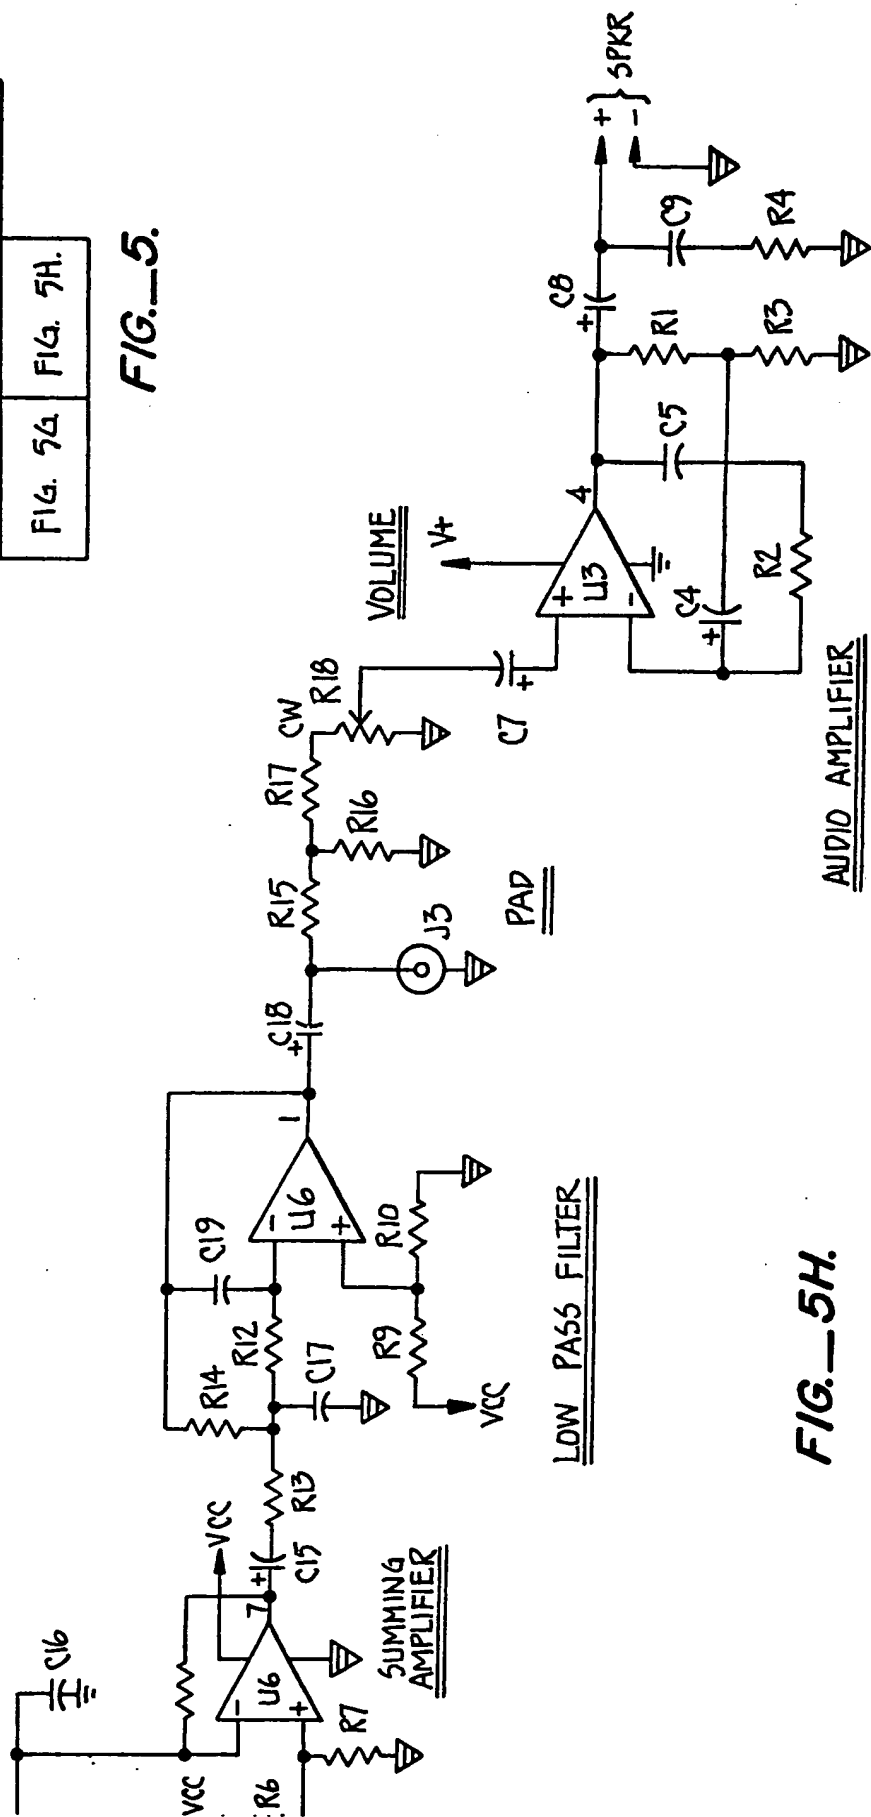 FIG. 5G
FIG. 5H.
FIG._5.
C16
VCC
R6
R7
U6
-
+
7
VCC
+
C15
SUMMING
AMPLIFIER
R13
R14
C17
R12
C19
U6
-
+
1
R9
R10
VCC
LOW PASS FILTER
+
C18
J3
R15
R16
R17
CW
R18
PAD
VOLUME
C7
+
V+
U3
+
-
4
C4
+
R2
C5
R1
R3
+
C8
C9
R4
+
-
SPKR
AUDIO AMPLIFIER
FIG._5H.